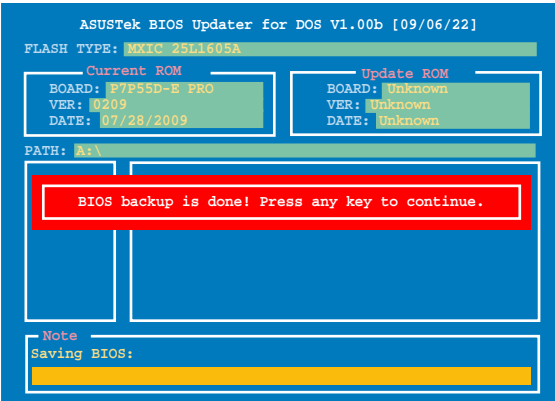 ASUSTek BIOS Updater for DOS V1.00b [09/06/22]
FLASH TYPE: MXIC 25L1605A
Current ROM
BOARD: P7P55D-E PRO
VER: 0209
DATE: 07/28/2009
Update ROM
BOARD: Unknown
VER: Unknown
DATE: Unknown
PATH: A:\
BIOS backup is done! Press any key to continue.
Note
Saving BIOS: